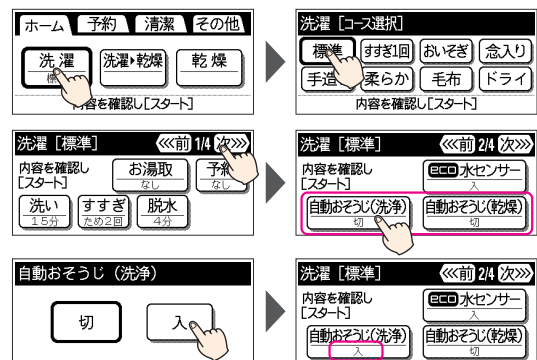 ホーム 予約 清潔 その他
洗濯 洗濯▶乾燥 乾燥
標
内容を確認し[スタート]
洗濯 [コース選択]
標準 すすぎ1回 おいそぎ 念入り
手造 柔らか 毛布 ドライ
内容を確認し[スタート]
洗濯 [標準] 《前 1/4 次》
内容を確認し
[スタート]
お湯取 予約
なし なし
洗い すすぎ 脱水
15分 ため2回 4分
洗濯 [標準] 《前 2/4 次》
内容を確認し
[スタート]
eco水センサー
入
自動おそうじ(洗浄) 自動おそうじ(乾燥)
切 切
自動おそうじ (洗浄)
切 入
洗濯 [標準] 《前 2/4 次》
内容を確認し
[スタート]
eco水センサー
入
自動おそうじ(洗浄) 自動おそうじ(乾燥)
入 切